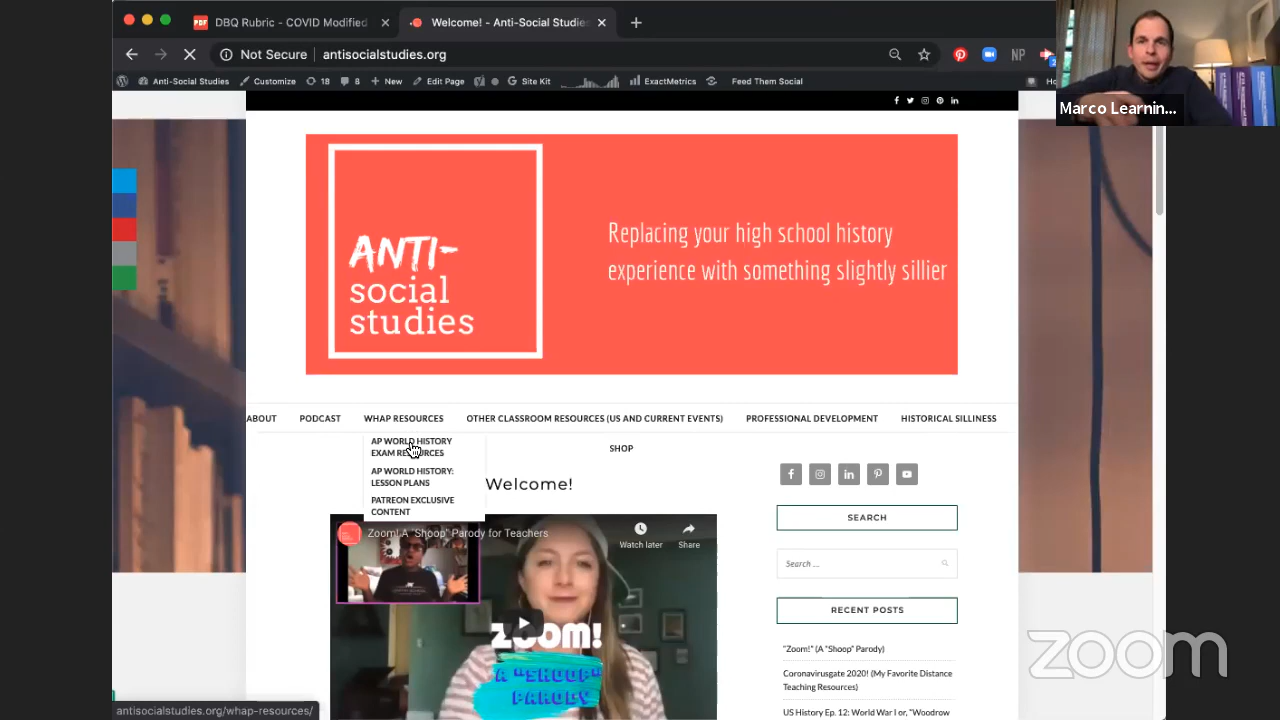 DBQ Rubric - COVID Modified
Welcome! - Anti-Social Studies
Not Secure | antisocialstudies.org
NP
Anti-Social Studies
Customize
18
8
New
Edit Page
Site Kit
ExactMetrics
Feed Them Social
Marco Learnin...
ANTI-
social
studies
Replacing your high school history
experience with something slightly sillier
ABOUT
PODCAST
WHAP RESOURCES
OTHER CLASSROOM RESOURCES (US AND CURRENT EVENTS)
PROFESSIONAL DEVELOPMENT
HISTORICAL SILLINESS
AP WORLD HISTORY
EXAM RESOURCES
AP WORLD HISTORY:
LESSON PLANS
PATREON EXCLUSIVE
CONTENT
SHOP
Welcome!
Zoom! A "Shoop" Parody for Teachers
Watch later
Share
ZOOM!
A "SHOOP"
PARODY
SEARCH
Search ...
RECENT POSTS
"Zoom!" (A "Shoop" Parody)
Coronavirusgate 2020! (My Favorite Distance
Teaching Resources)
US History Ep. 12: World War I or, "Woodrow
zoom
antisocialstudies.org/whap-resources/